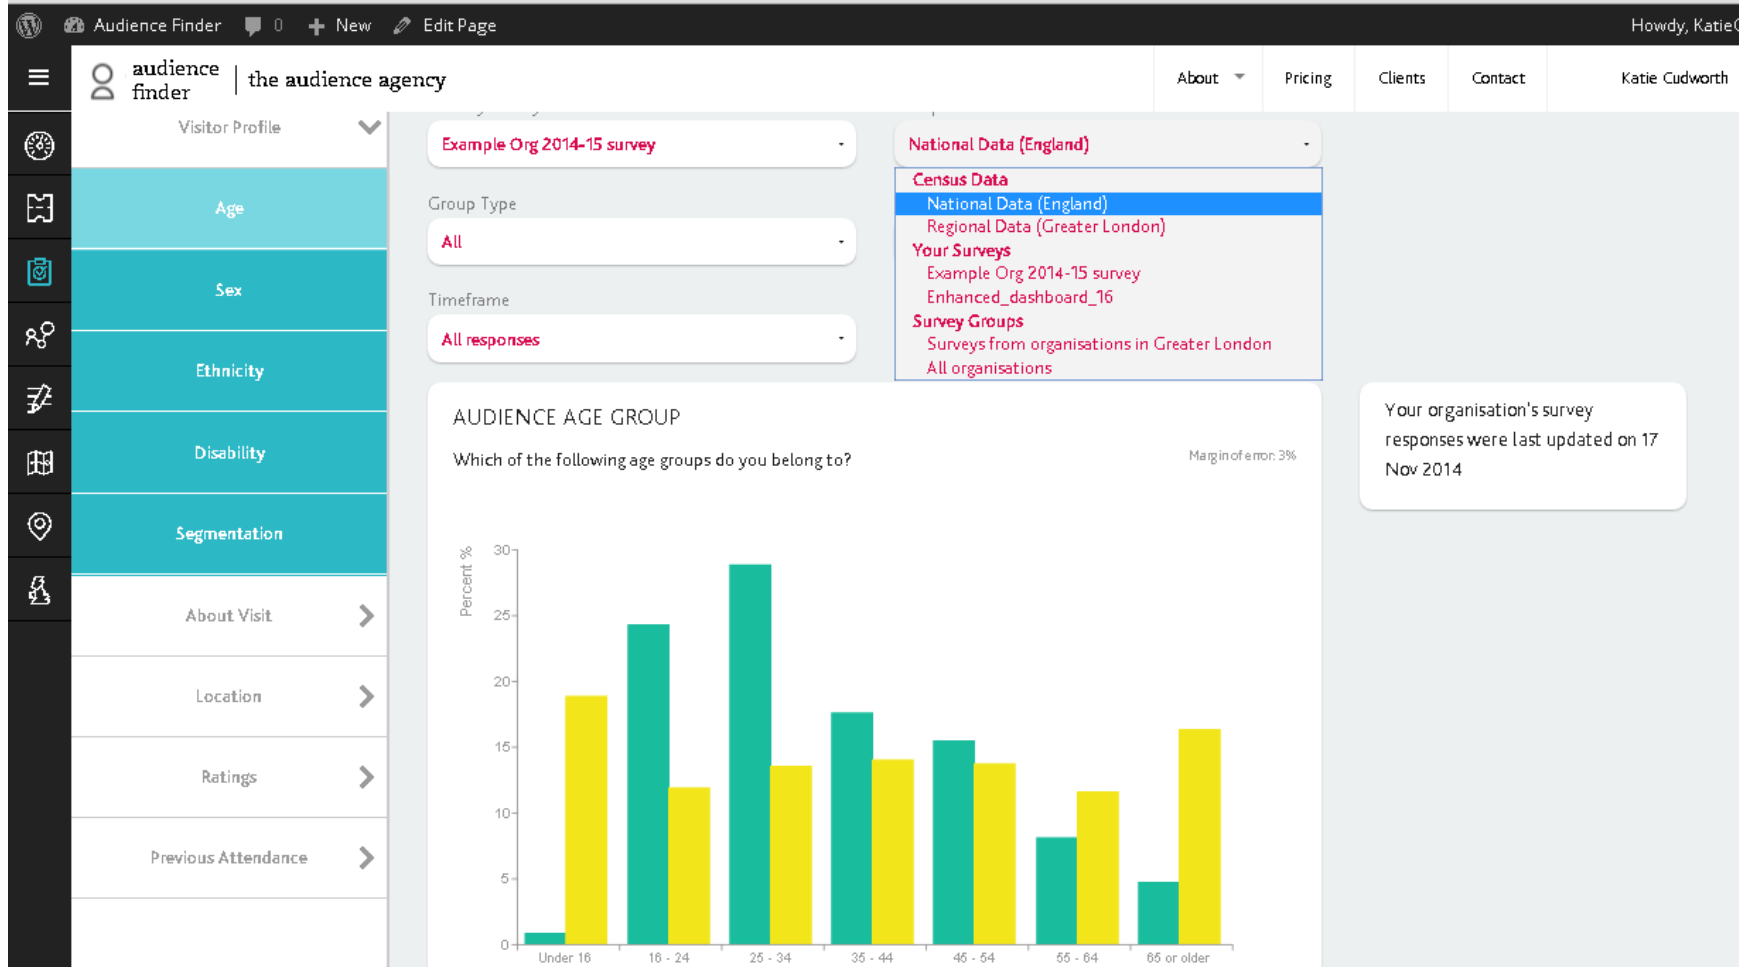 Audience Finder 0 New Edit Page
Howdy, KatieC
audience
finder
the audience agency
About
Pricing
Clients
Contact
Katie Cudworth
Visitor Profile
Age
Sex
Ethnicity
Disability
Segmentation
About Visit
Location
Ratings
Previous Attendance
Example Org 2014-15 survey
Group Type
All
Timeframe
All responses
National Data (England)
Census Data
National Data (England)
Regional Data (Greater London)
Your Surveys
Example Org 2014-15 survey
Enhanced_dashboard_16
Survey Groups
Surveys from organisations in Greater London
All organisations
AUDIENCE AGE GROUP
Which of the following age groups do you belong to?
Margin of error: 3%
Percent %
30
25
20
15
10
5
0
Under 16
16 - 24
25 - 34
35 - 44
45 - 54
55 - 64
65 or older
Your organisation's survey
responses were last updated on 17
Nov 2014